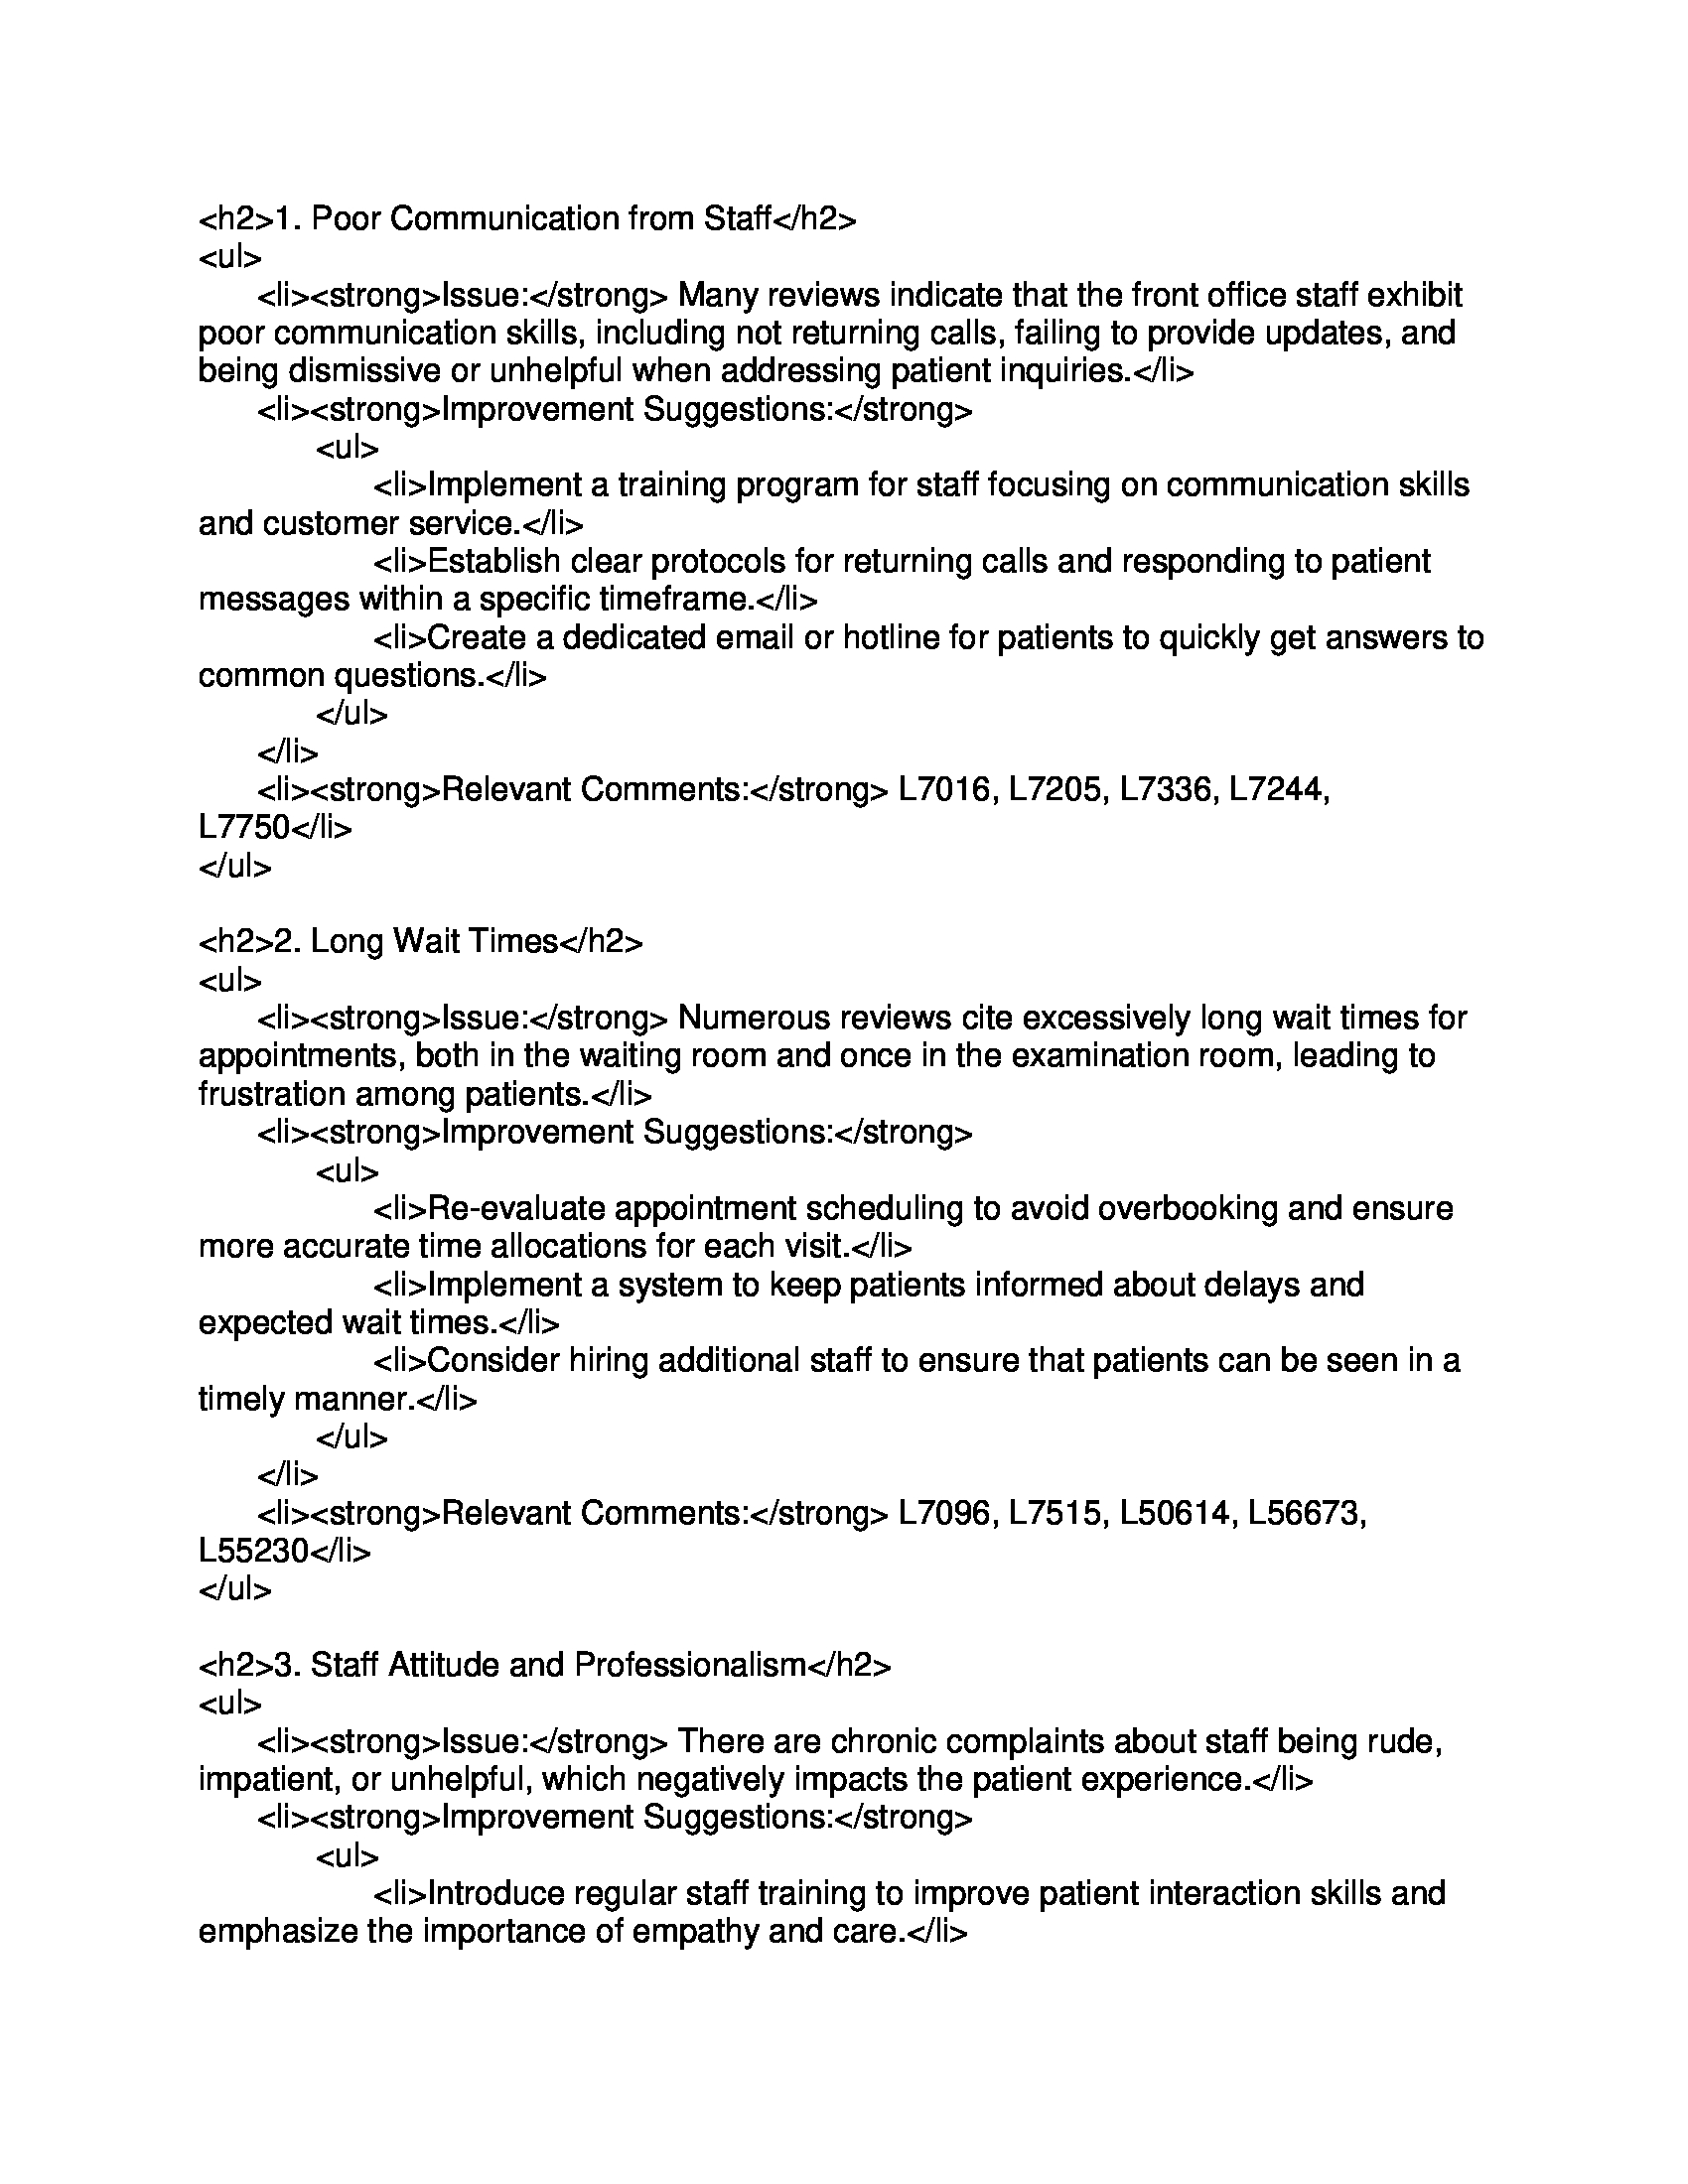 <h2>1. Poor Communication from Staff</h2>
<ul>
<li><strong>Issue:</strong> Many reviews indicate that the front office staff exhibit
poor communication skills, including not returning calls, failing to provide updates, and
being dismissive or unhelpful when addressing patient inquiries.</li>
<li><strong>Improvement Suggestions:</strong>
<ul>
<li>Implement a training program for staff focusing on communication skills
and customer service.</li>
<li>Establish clear protocols for returning calls and responding to patient
messages within a specific timeframe.</li>
<li>Create a dedicated email or hotline for patients to quickly get answers to
common questions.</li>
</ul>
</li>
<li><strong>Relevant Comments:</strong> L7016, L7205, L7336, L7244,
L7750</li>
</ul>
<h2>2. Long Wait Times</h2>
<ul>
<li><strong>Issue:</strong> Numerous reviews cite excessively long wait times for
appointments, both in the waiting room and once in the examination room, leading to
frustration among patients.</li>
<li><strong>Improvement Suggestions:</strong>
<ul>
<li>Re-evaluate appointment scheduling to avoid overbooking and ensure
more accurate time allocations for each visit.</li>
<li>Implement a system to keep patients informed about delays and
expected wait times.</li>
<li>Consider hiring additional staff to ensure that patients can be seen in a
timely manner.</li>
</ul>
</li>
<li><strong>Relevant Comments:</strong> L7096, L7515, L50614, L56673,
L55230</li>
</ul>
<h2>3. Staff Attitude and Professionalism</h2>
<ul>
<li><strong>Issue:</strong> There are chronic complaints about staff being rude,
impatient, or unhelpful, which negatively impacts the patient experience.</li>
<li><strong>Improvement Suggestions:</strong>
<ul>
<li>Introduce regular staff training to improve patient interaction skills and
emphasize the importance of empathy and care.</li>